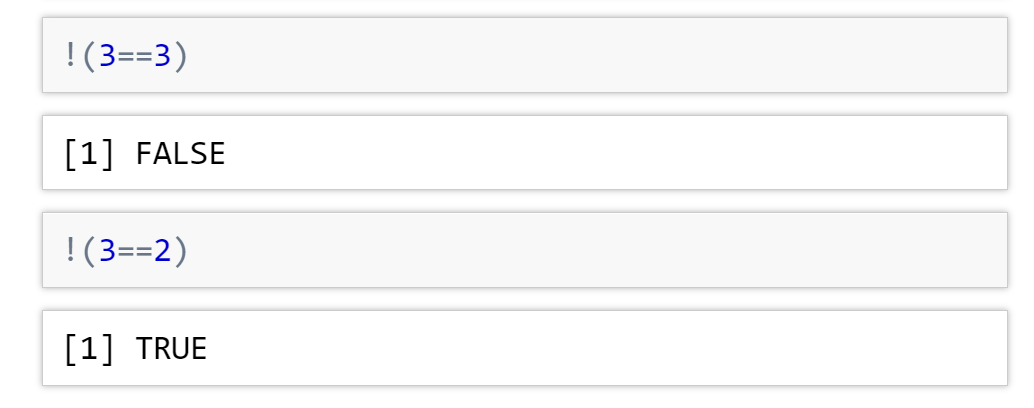 !(3==3)
[1] FALSE
!(3==2)
[1] TRUE